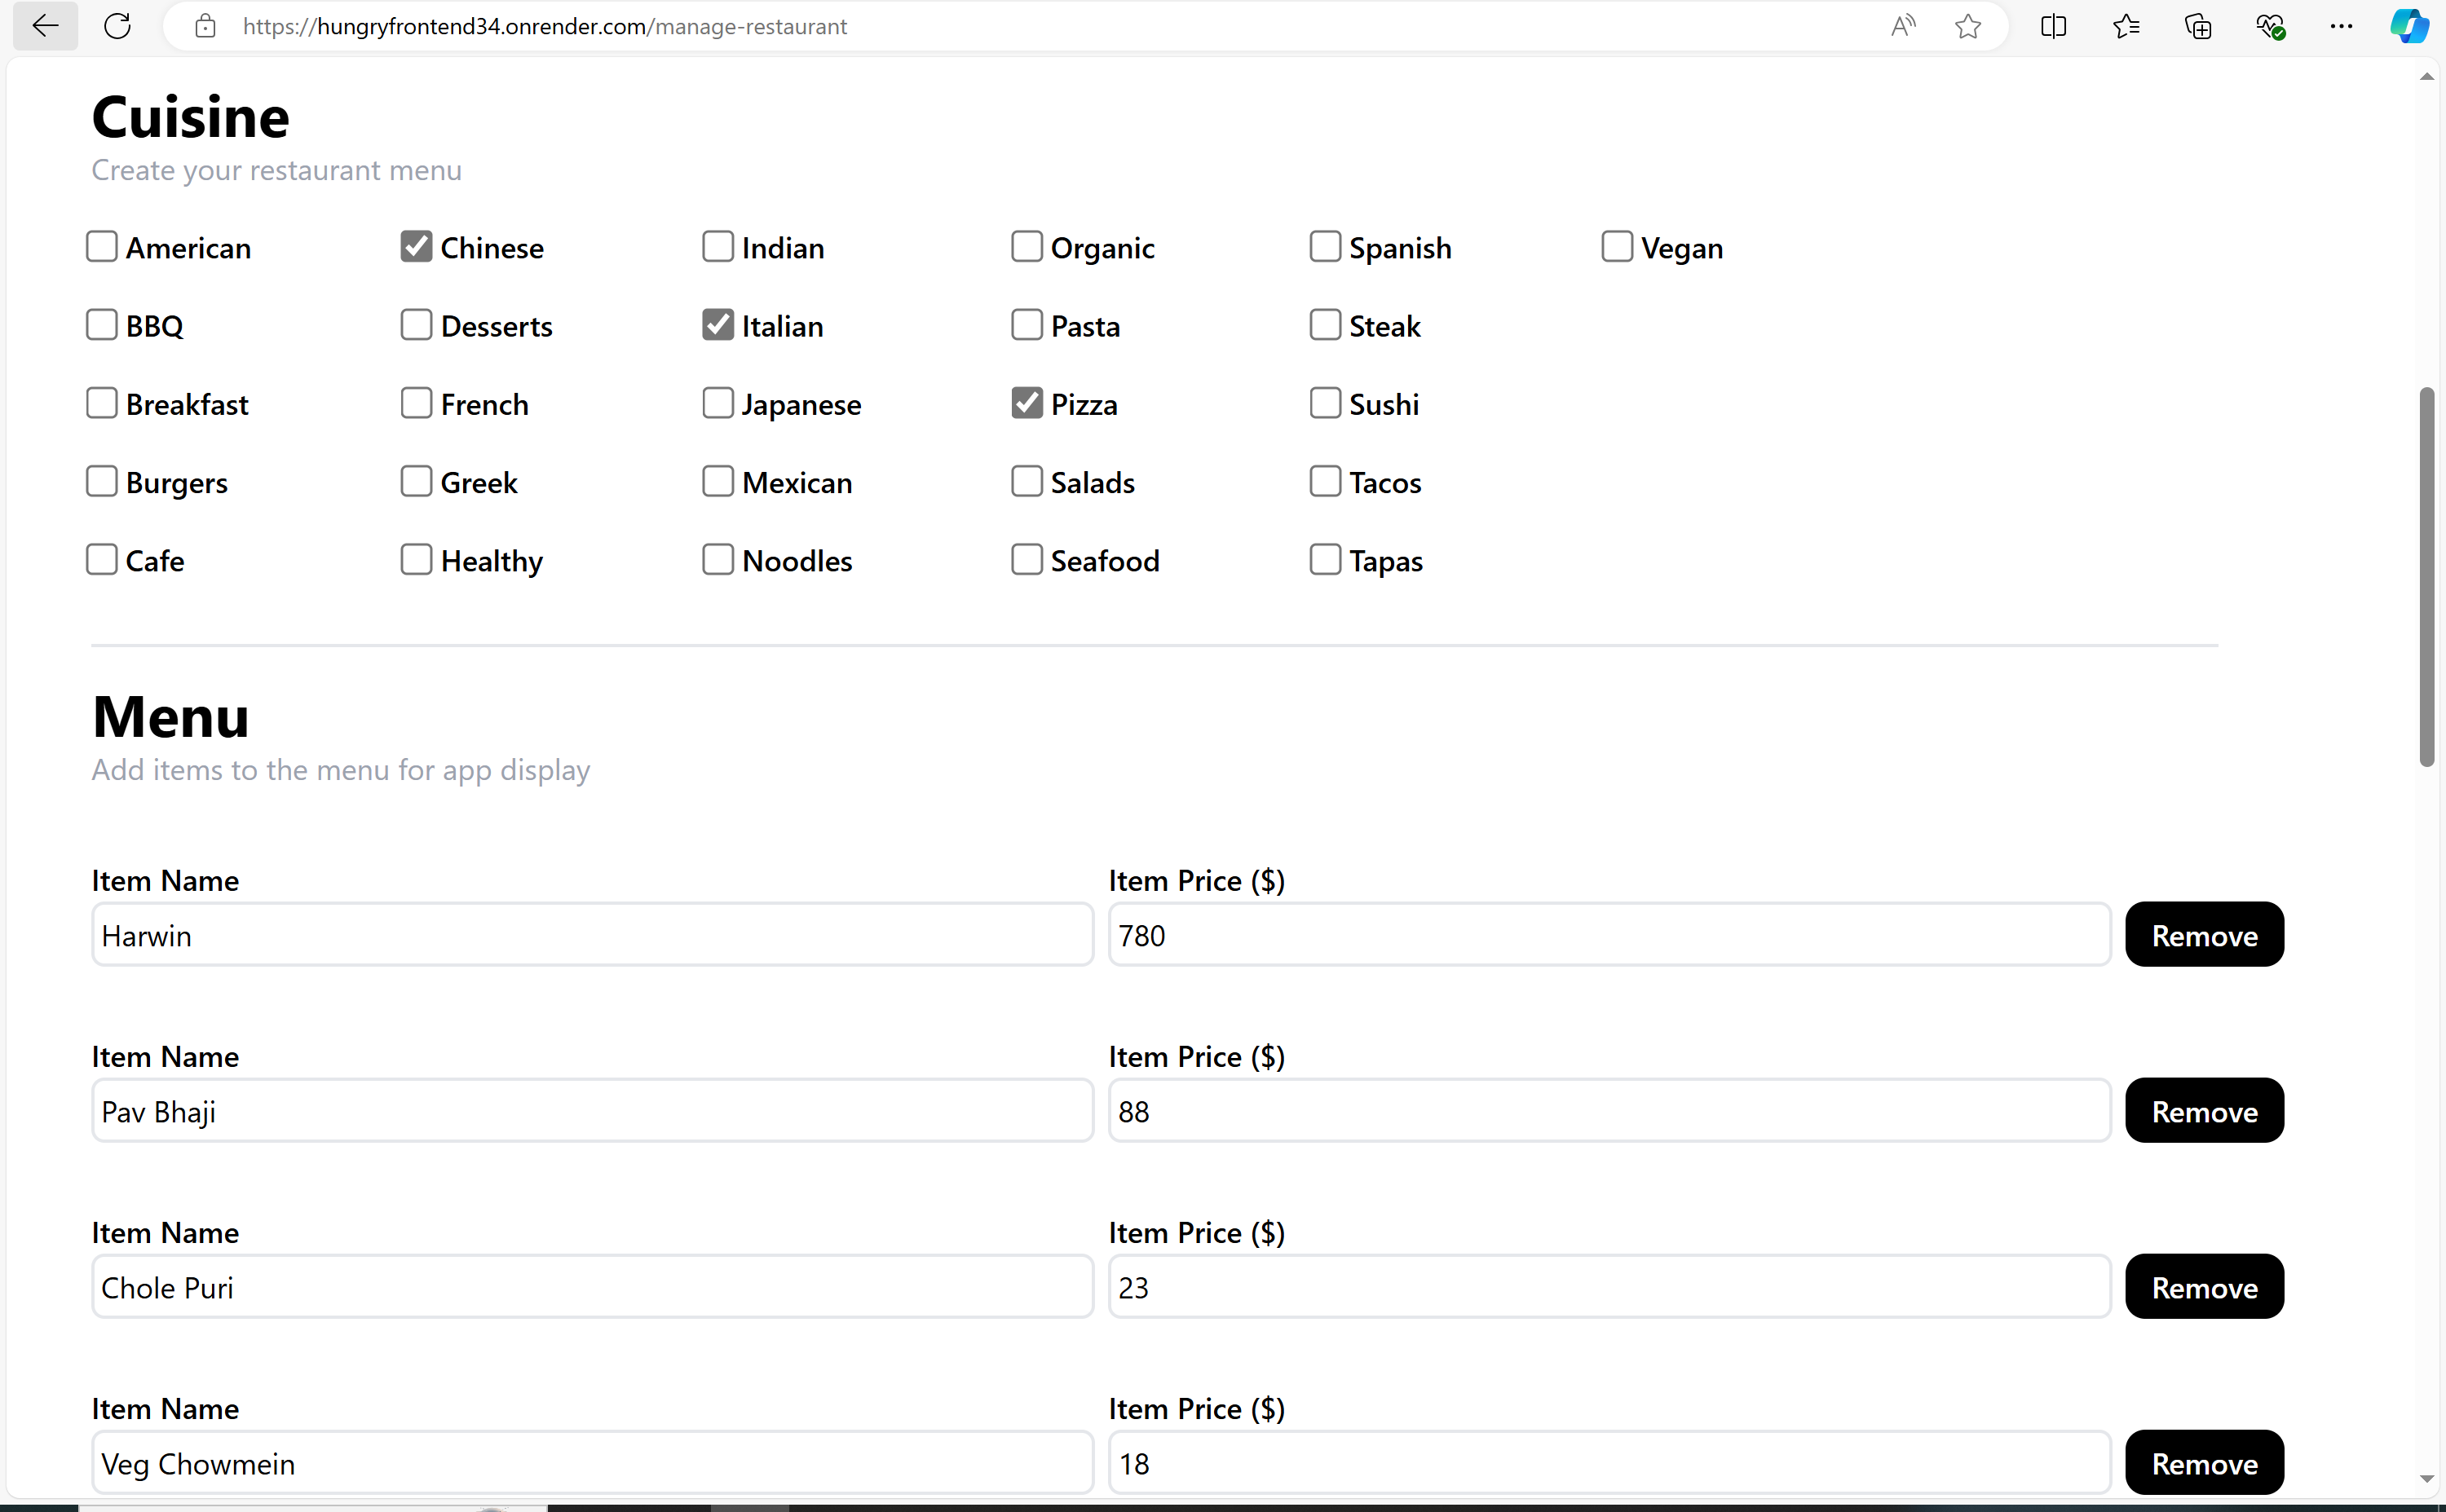 https://hungryfrontend34.onrender.com/manage-restaurant
Cuisine
Create your restaurant menu
American Chinese Indian Organic Spanish Vegan
BBQ Desserts Italian Pasta Steak
Breakfast French Japanese Pizza Sushi
Burgers Greek Mexican Salads Tacos
Cafe Healthy Noodles Seafood Tapas
Menu
Add items to the menu for app display
Item Name Item Price ($)
Harwin 780 Remove
Item Name Item Price ($)
Pav Bhaji 88 Remove
Item Name Item Price ($)
Chole Puri 23 Remove
Item Name Item Price ($)
Veg Chowmein 18 Remove